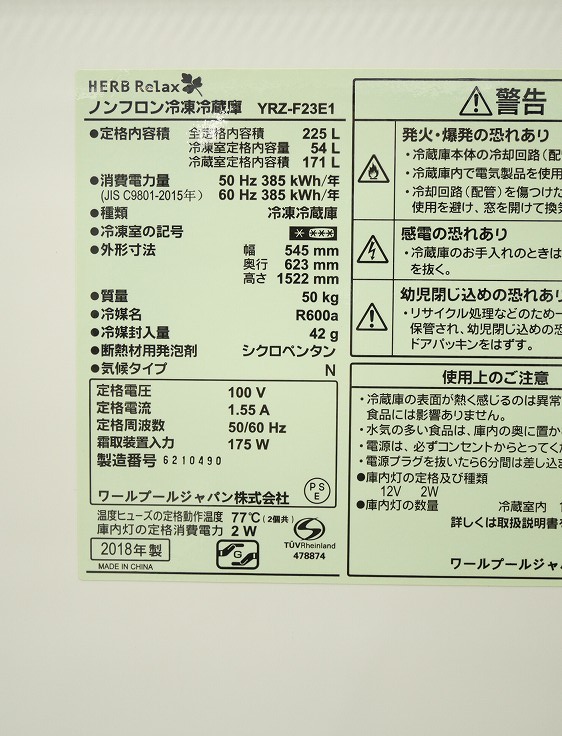 HERB Relax
ノンフロン冷凍冷蔵庫 YRZ-F23E1
●定格内容積 全定格内容積 225 L
冷凍室定格内容量 54 L
冷蔵室定格内容積 171 L
●消費電力量 50 Hz 385 kWh/年
(JIS C9801-2015年) 60 Hz 385 kWh/年
●種類 冷凍冷蔵庫
●冷凍室の記号
●外形寸法 幅 545 mm
奥行 623 mm
高さ 1522 mm
●質量 50 kg
●冷媒名 R600a
●冷媒封入量 42 g
●断熱材用発泡剤 シクロペンタン
●気候タイプ N
定格電圧 100 V
定格電流 1.55 A
定格周波数 50/60 Hz
霜取装置入力 175 W
製造番号 6210490
ワールプールジャパン株式会社
PS
E
温度ヒューズの定格動作温度 77℃ (2個共)
庫内灯の定格消費電力 2 W
2018年製
MADE IN CHINA
G
TÜVRheinland
478874
警告
発火・爆発の恐れあり
・冷蔵庫本体の冷却回路(配
・冷蔵庫内で電気製品を使用
・冷却回路(配管)を傷つけた
使用を避け、窓を開けて換気
感電の恐れあり
・冷蔵庫のお手入れのときは
を抜く。
幼児閉じ込めの恐れあり
・リサイクル処理などのため一
保管され、幼児閉じ込めの恐
ドアパッキンをはずす。
使用上のご注意
・冷蔵庫の表面が熱く感じるのは異常
食品には影響ありません。
・水気の多い食品は、庫内の奥に置か
・電源は、必ずコンセントからとってくだ
・電源プラグを抜いたら6分間は差し込ま
●庫内灯の定格及び種類
12V 2W
●庫内灯の数量 冷蔵室内 1
詳しくは取扱説明書を
ワールプールジャパ